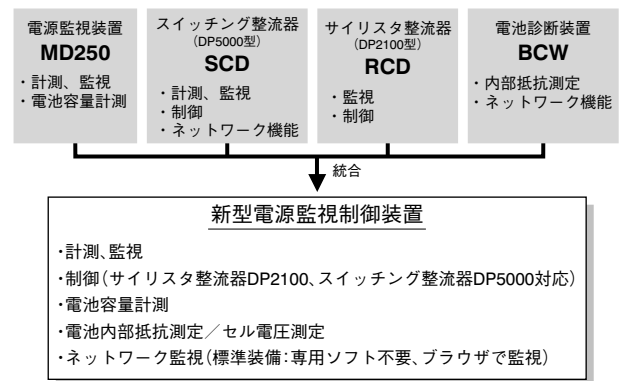 電源監視装置
MD250
・計測、監視
・電池容量計測
スイッチング整流器
(DP5000型)
SCD
・計測、監視
・制御
・ネットワーク機能
サイリスタ整流器
(DP2100型)
RCD
・監視
・制御
電池診断装置
BCW
・内部抵抗測定
・ネットワーク機能
統合
新型電源監視制御装置
・計測、監視
・制御(サイリスタ整流器DP2100、スイッチング整流器DP5000対応)
・電池容量計測
・電池内部抵抗測定／セル電圧測定
・ネットワーク監視(標準装備:専用ソフト不要、ブラウザで監視)